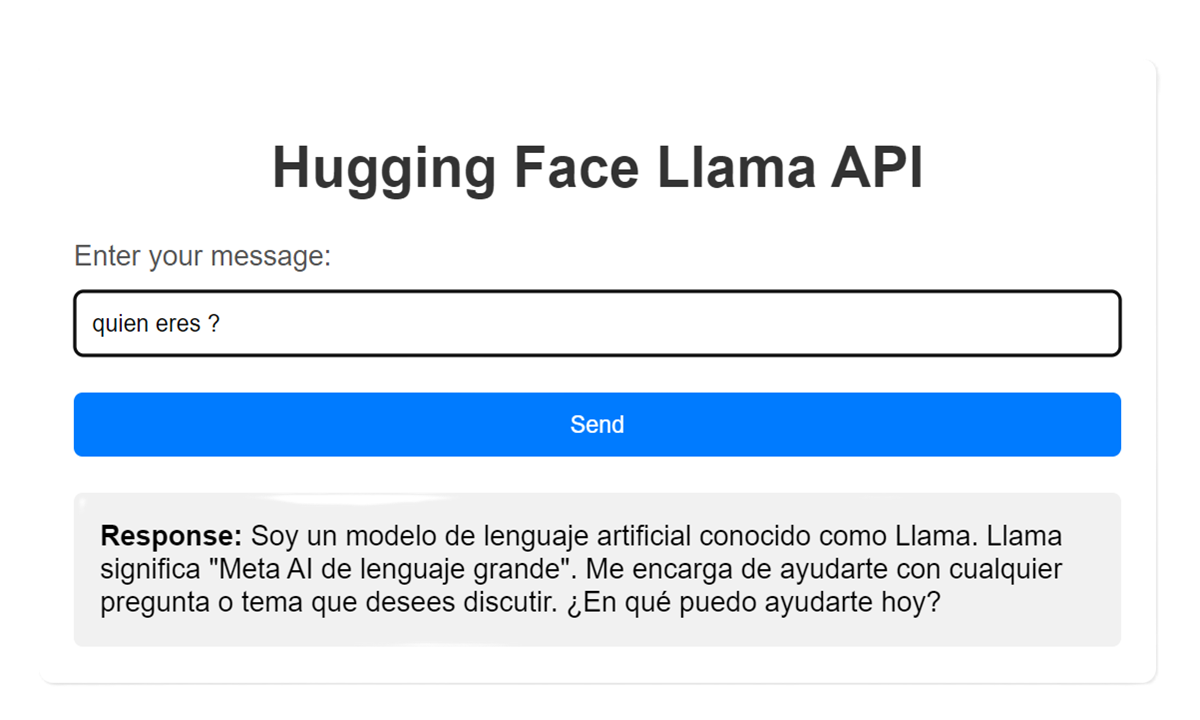 Hugging Face Llama API
Enter your message:
quien eres ?
Send
Response: Soy un modelo de lenguaje artificial conocido como Llama. Llama
significa "Meta AI de lenguaje grande". Me encarga de ayudarte con cualquier
pregunta o tema que desees discutir. ¿En qué puedo ayudarte hoy?